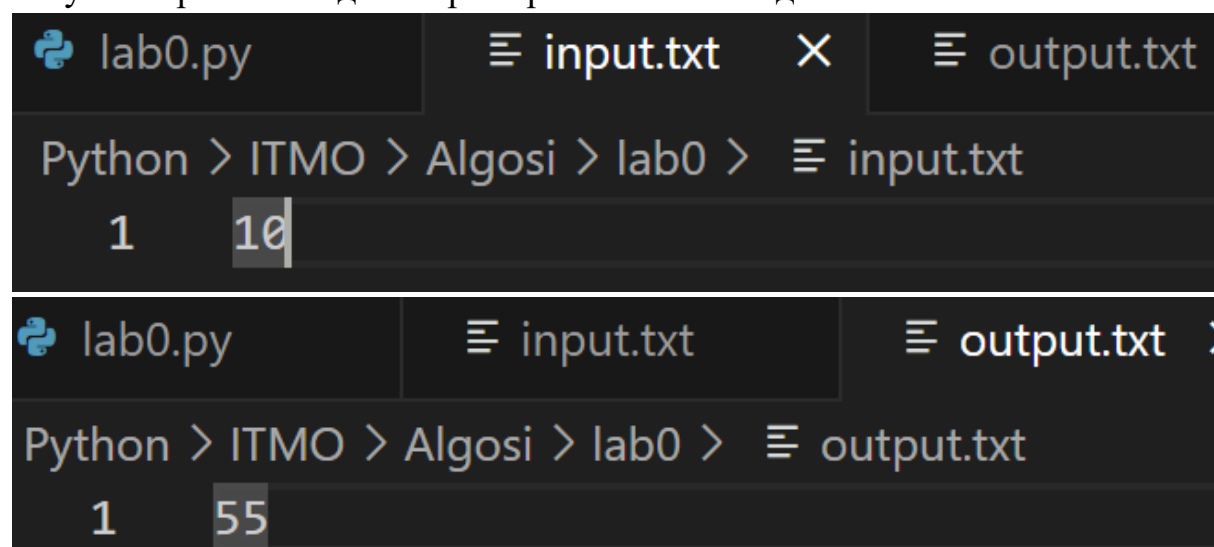 lab0.py input.txt output.txt
Python > ITMO > Algosi > lab0 > input.txt
1 10
lab0.py input.txt output.txt
Python > ITMO > Algosi > lab0 > output.txt
1 55